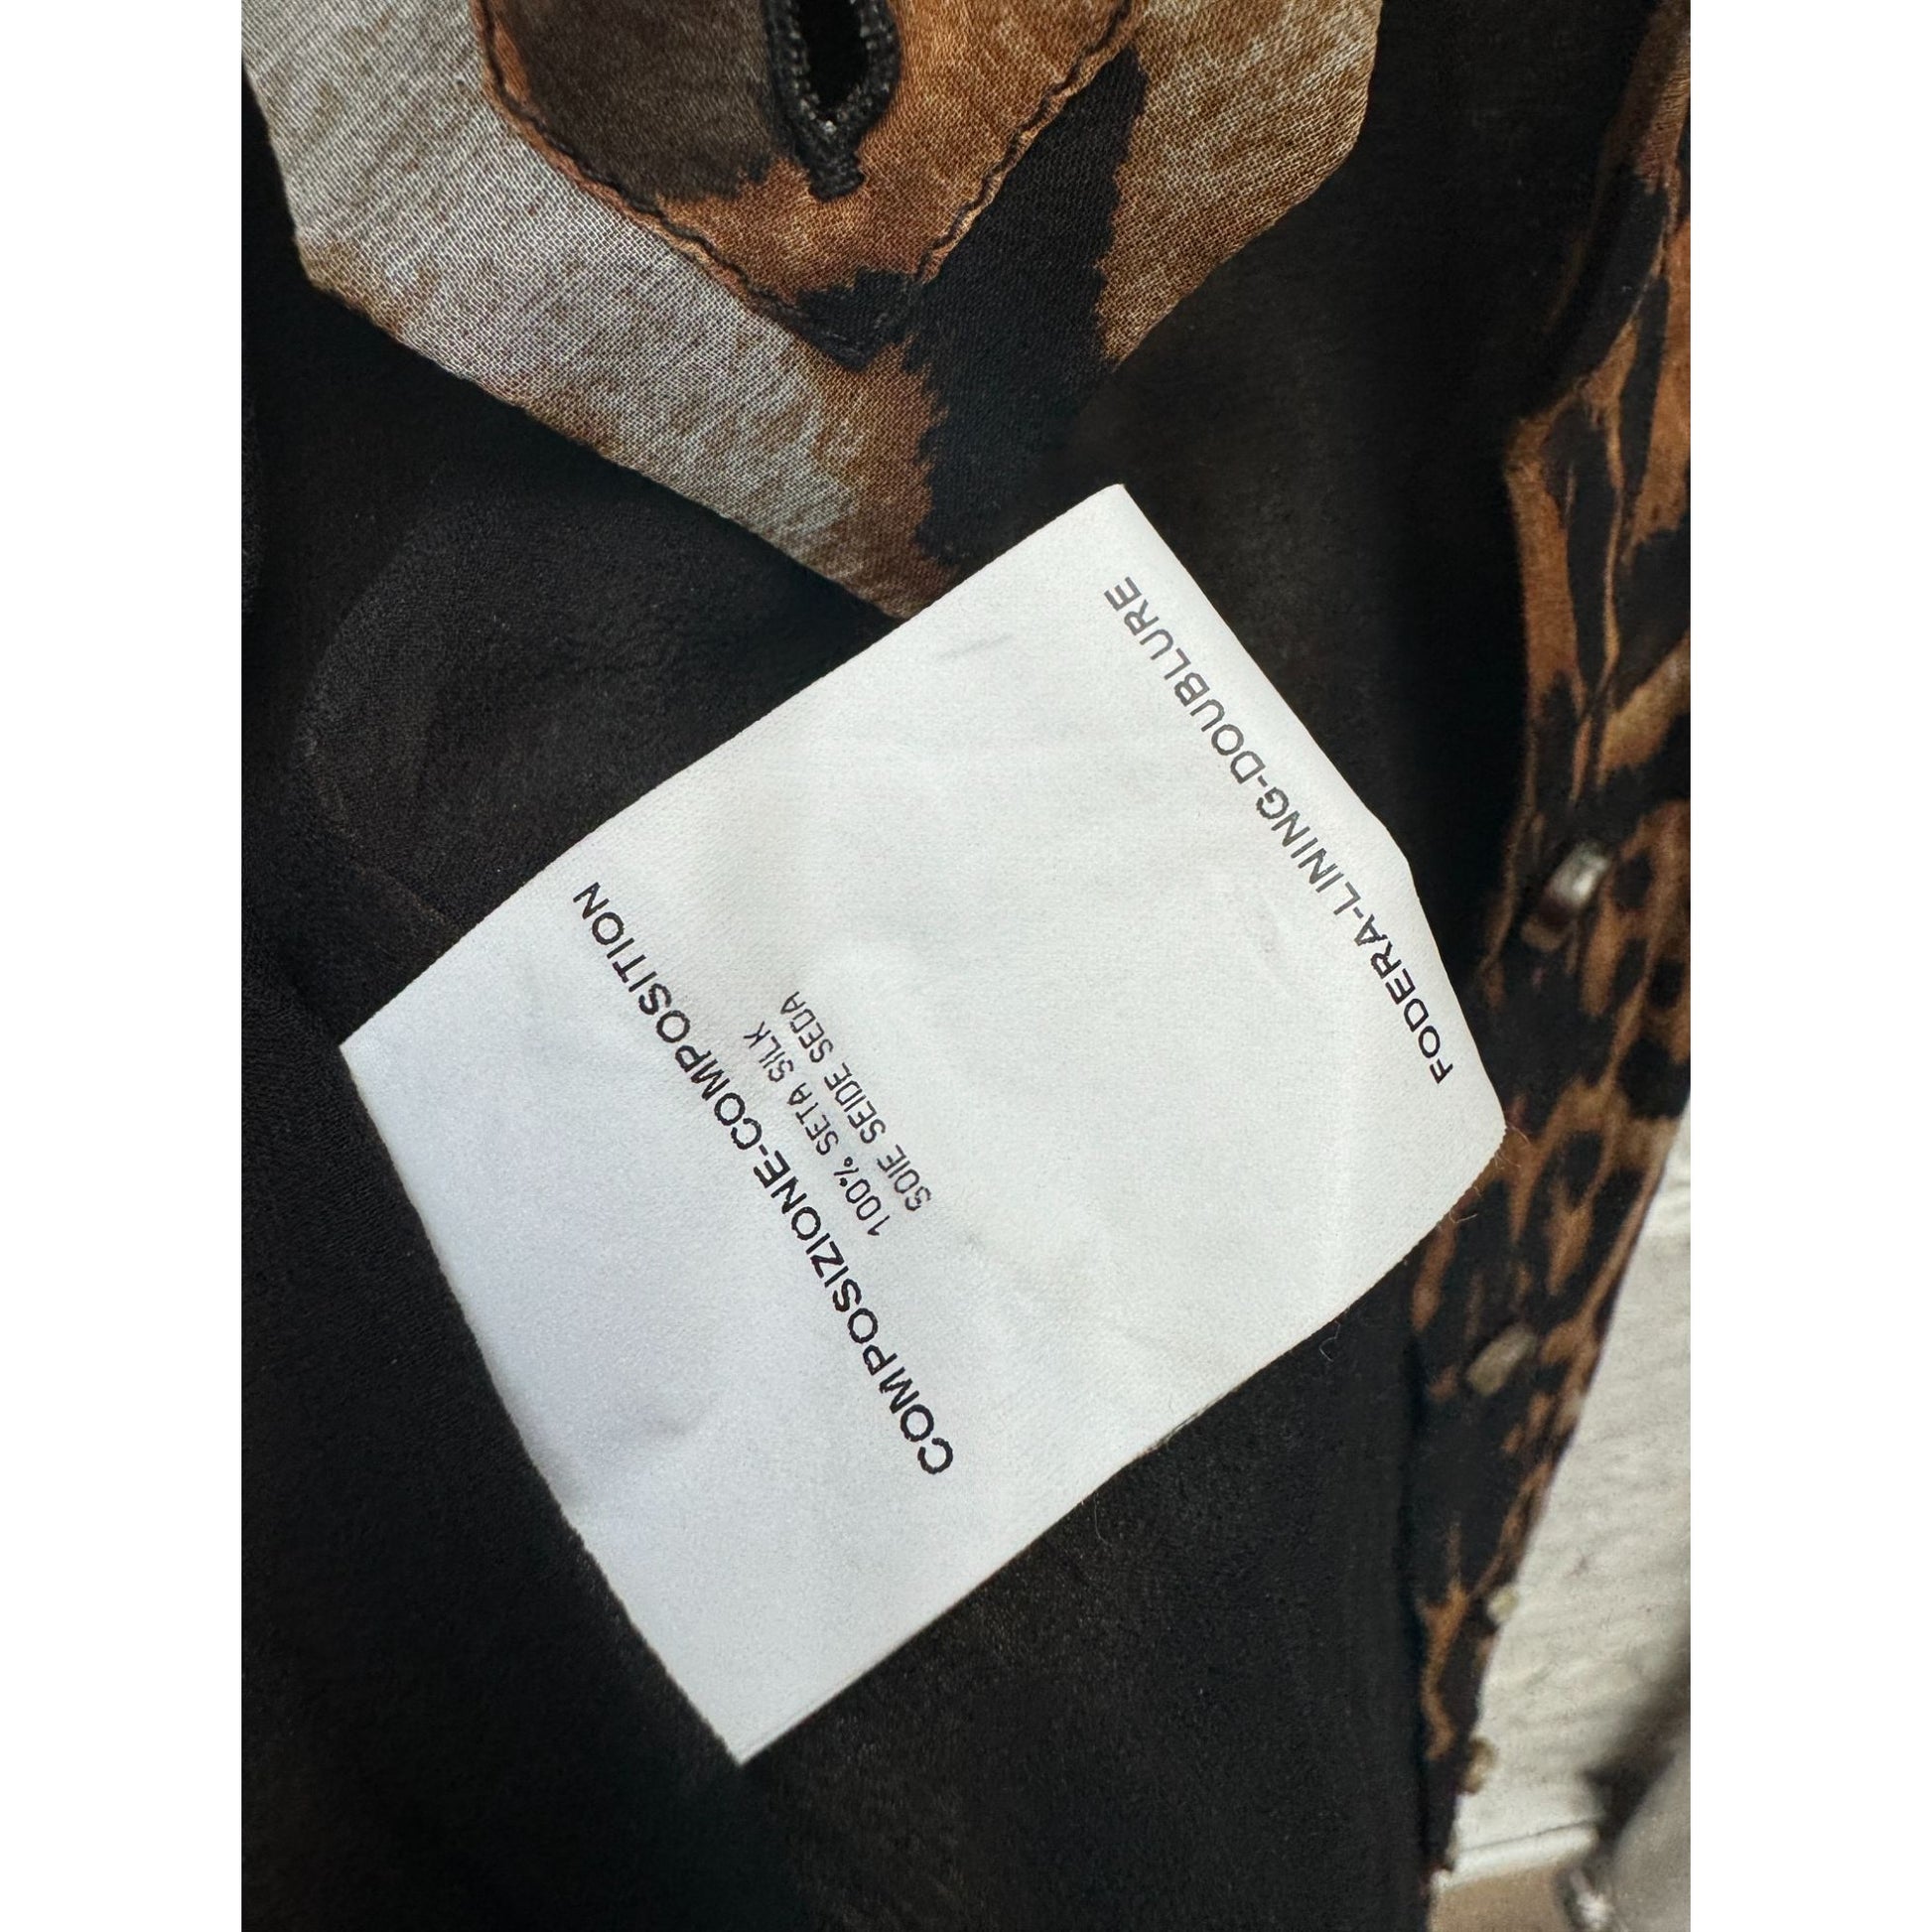 COMPOSIZIONE-COMPOSITION
100% SETA SILK
SOIE SEIDE SEDA
FODERA-LINING-DOUBLURE